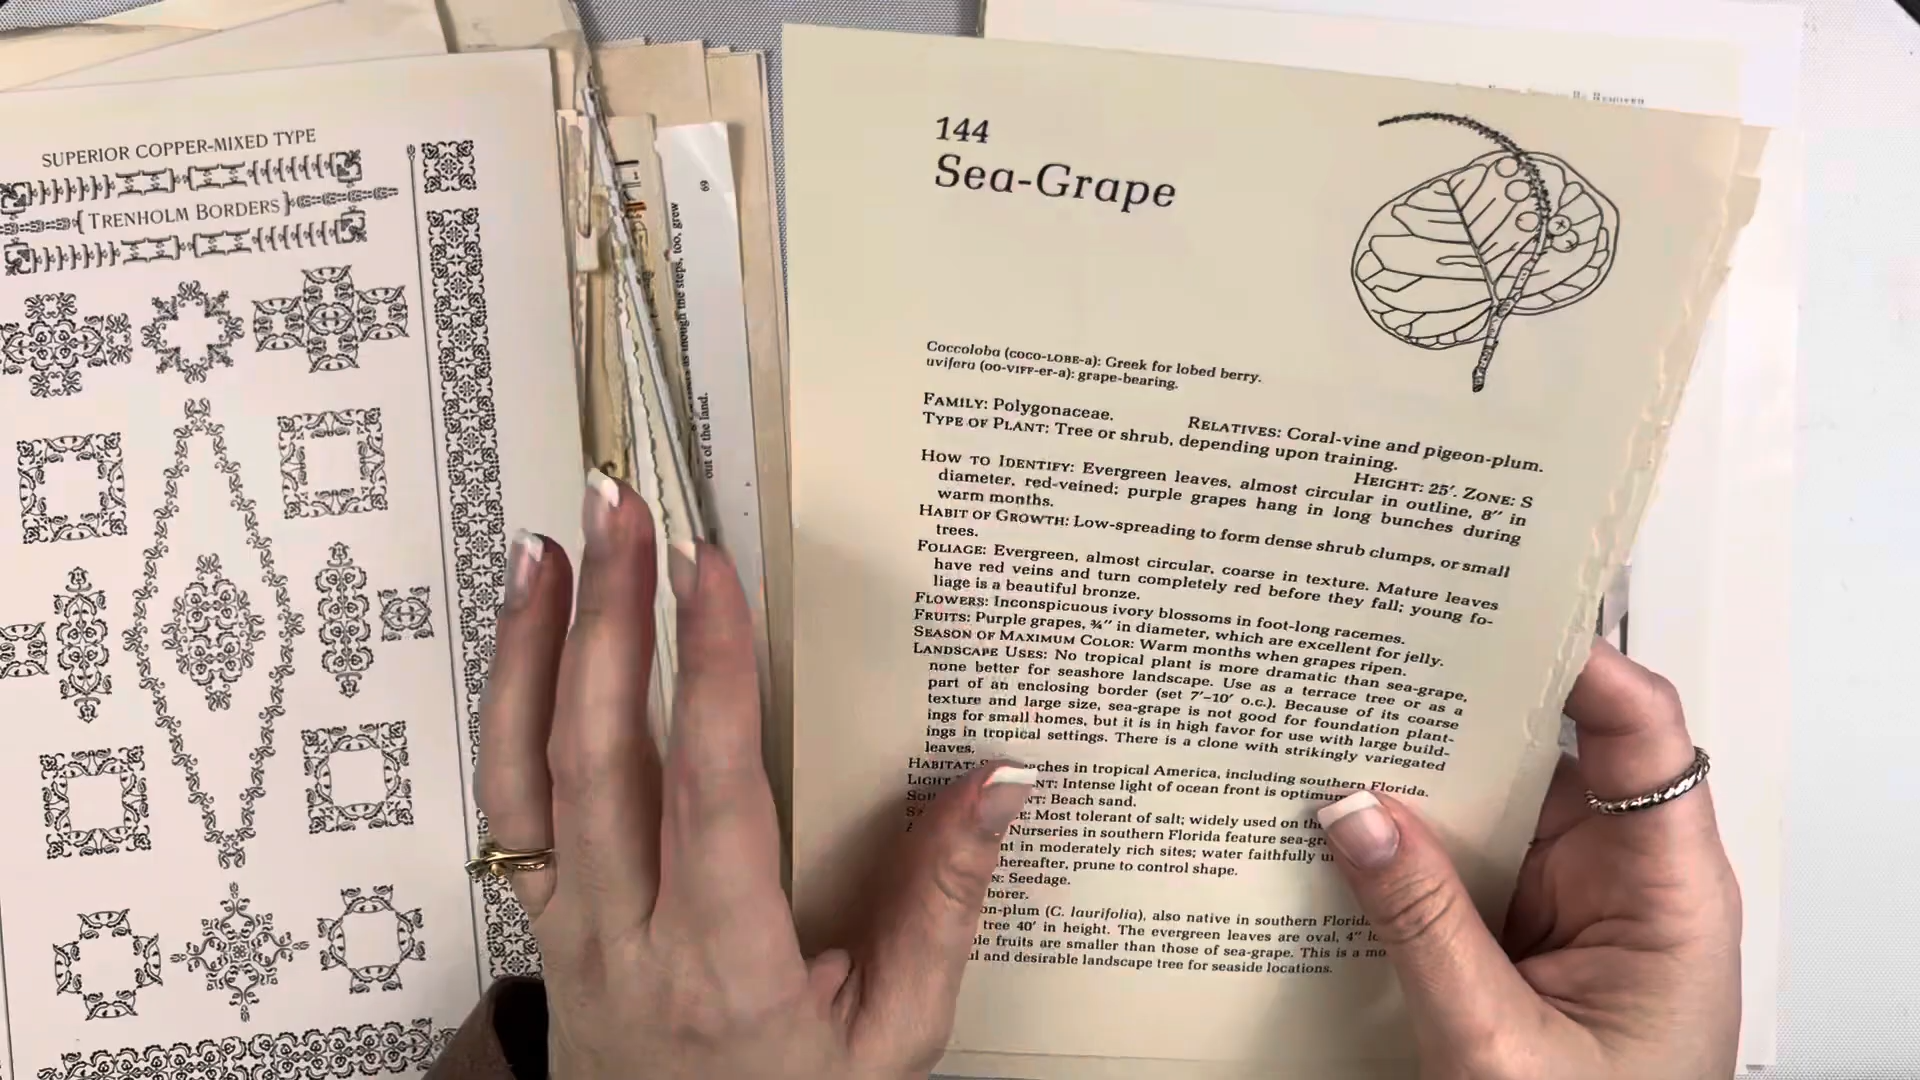 SUPERIOR COPPER-MIXED TYPE
TRENHOLM BORDERS
69
as though the steps, too, grew
out of the land.
BE REMOVED
144
Sea-Grape
Coccoloba (coco-LOBE-a): Greek for lobed berry.
uvifera (oo-VIFF-er-a): grape-bearing.
FAMILY: Polygonaceae. RELATIVES: Coral-vine and pigeon-plum.
TYPE OF PLANT: Tree or shrub, depending upon training.
HEIGHT: 25′. ZONE: S
HOW TO IDENTIFY: Evergreen leaves, almost circular in outline, 8″ in
diameter, red-veined; purple grapes hang in long bunches during
warm months.
HABIT OF GROWTH: Low-spreading to form dense shrub clumps, or small
trees.
FOLIAGE: Evergreen, almost circular, coarse in texture. Mature leaves
have red veins and turn completely red before they fall; young fo-
liage is a beautiful bronze.
FLOWERS: Inconspicuous ivory blossoms in foot-long racemes.
FRUITS: Purple grapes, ¾″ in diameter, which are excellent for jelly.
SEASON OF MAXIMUM COLOR: Warm months when grapes ripen.
LANDSCAPE USES: No tropical plant is more dramatic than sea-grape,
none better for seashore landscape. Use as a terrace tree or as a
part of an enclosing border (set 7′–10′ o.c.). Because of its coarse
texture and large size, sea-grape is not good for foundation plant-
ings for small homes, but it is in high favor for use with large build-
ings in tropical settings. There is a clone with strikingly variegated
leaves.
HABITAT: in tropical America, including southern Florida.
LIGHT Intense light of ocean front is optimum
Beach sand.
Most tolerant of salt; widely used on the
Nurseries in southern Florida feature
in moderately rich sites; water faithfully
prune to control shape.
Seedage.
borer.
(C. laurifolia), also native in southern Florida
tree 40′ in height. The evergreen leaves are oval, 4″
fruits are smaller than those of sea-grape. This is a
and desirable landscape tree for seaside locations.